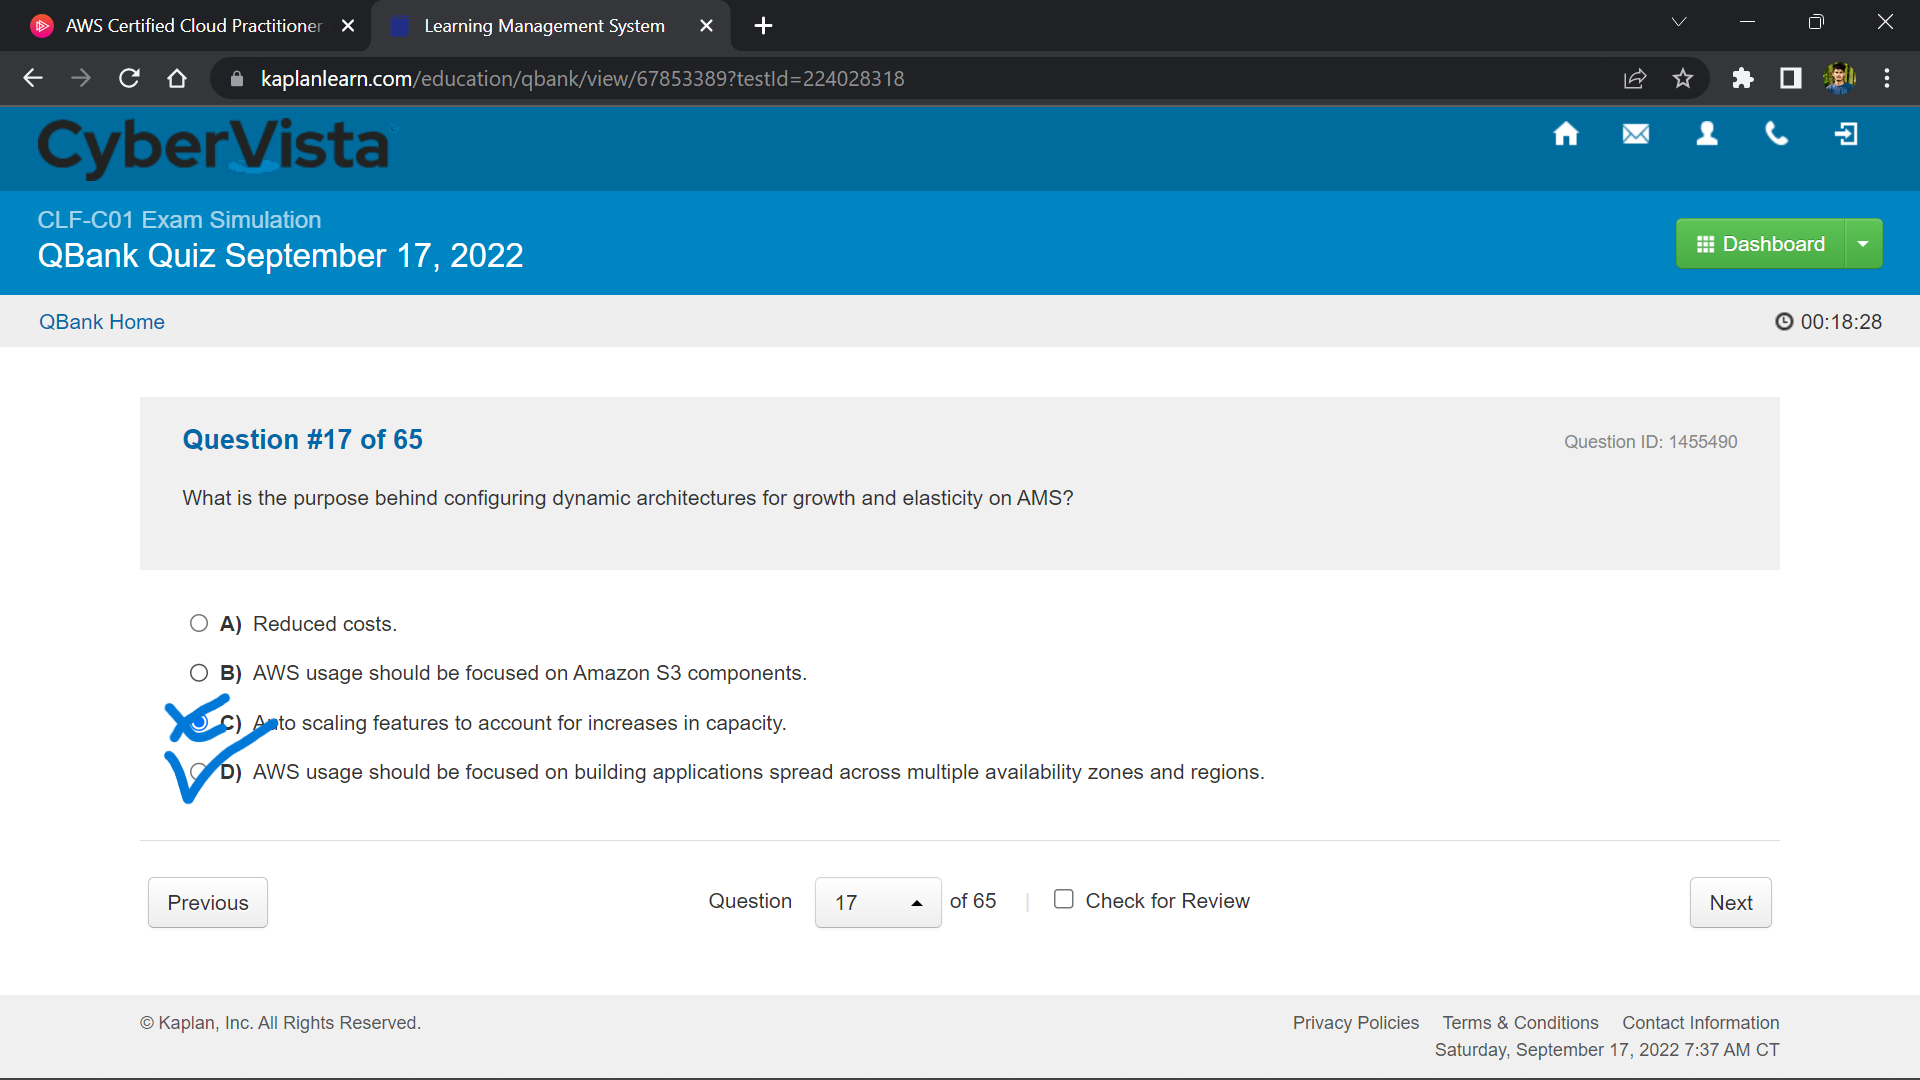 AWS Certified Cloud Practitioner
Learning Management System
kaplanlearn.com/education/qbank/view/67853389?testId=224028318
CyberVista
CLF-C01 Exam Simulation
QBank Quiz September 17, 2022
Dashboard
QBank Home
00:18:28
Question #17 of 65
Question ID: 1455490
What is the purpose behind configuring dynamic architectures for growth and elasticity on AMS?
A) Reduced costs.
B) AWS usage should be focused on Amazon S3 components.
C) Auto scaling features to account for increases in capacity.
D) AWS usage should be focused on building applications spread across multiple availability zones and regions.
Previous
Question 17 of 65 | Check for Review
Next
© Kaplan, Inc. All Rights Reserved.
Privacy Policies Terms & Conditions Contact Information
Saturday, September 17, 2022 7:37 AM CT